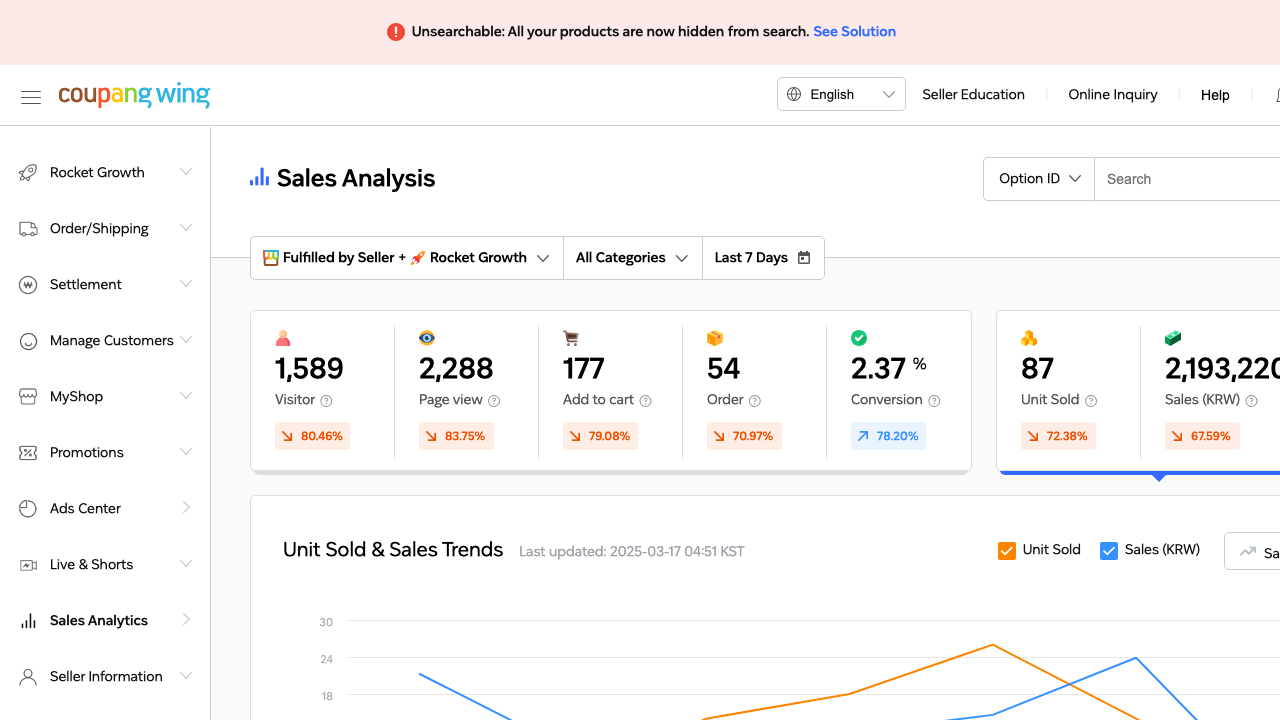 Unsearchable: All your products are now hidden from search. See Solution
coupang wing
English
Seller Education
Online Inquiry
Help
Rocket Growth
Order/Shipping
Settlement
Manage Customers
MyShop
Promotions
Ads Center
Live & Shorts
Sales Analytics
Seller Information
Sales Analysis
Option ID
Search
Fulfilled by Seller + Rocket Growth
All Categories
Last 7 Days
1,589
Visitor
80.46%
2,288
Page view
83.75%
177
Add to cart
79.08%
54
Order
70.97%
2.37 %
Conversion
78.20%
87
Unit Sold
72.38%
2,193,220
Sales (KRW)
67.59%
Unit Sold & Sales Trends
Last updated: 2025-03-17 04:51 KST
Unit Sold
Sales (KRW)
Sa
30
24
18